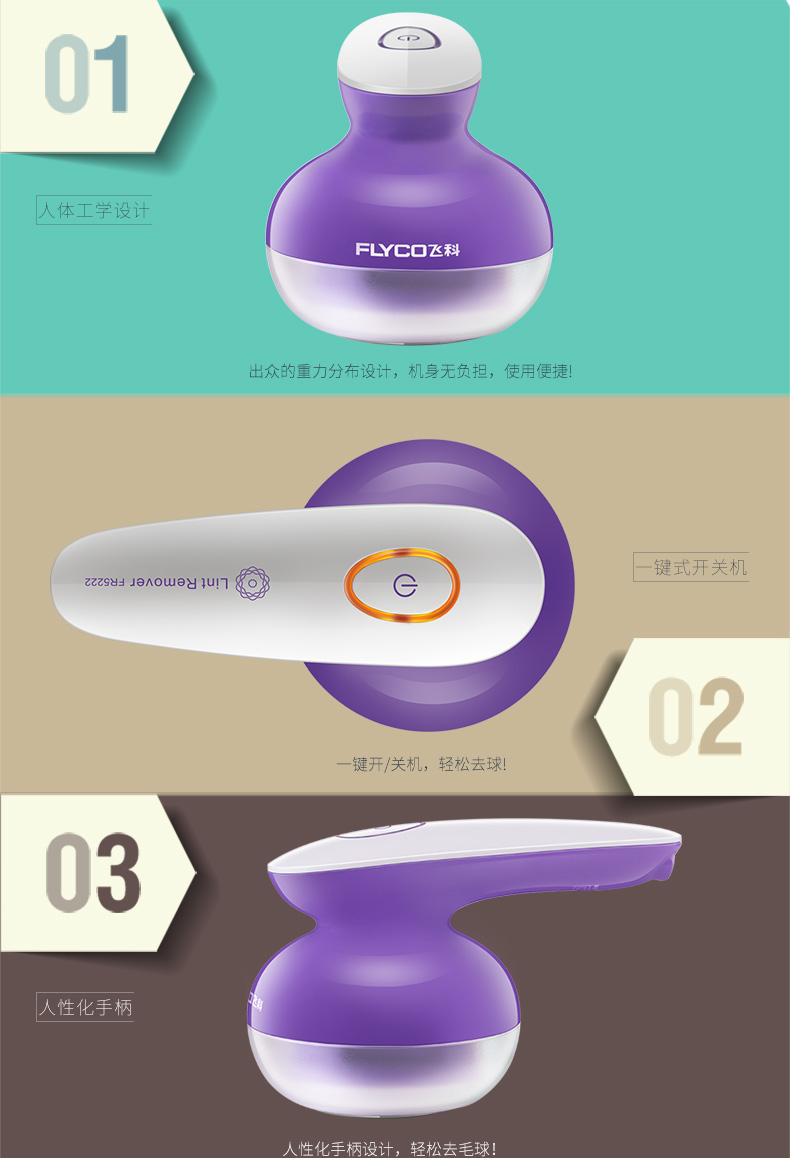 01
人体工学设计
FLYCO飞科
出众的重力分布设计，机身无负担，使用便捷!
Lint Remover FR5222
一键式开关机
02
一键开/关机，轻松去球!
03
人性化手柄
飞科
人性化手柄设计，轻松去毛球!